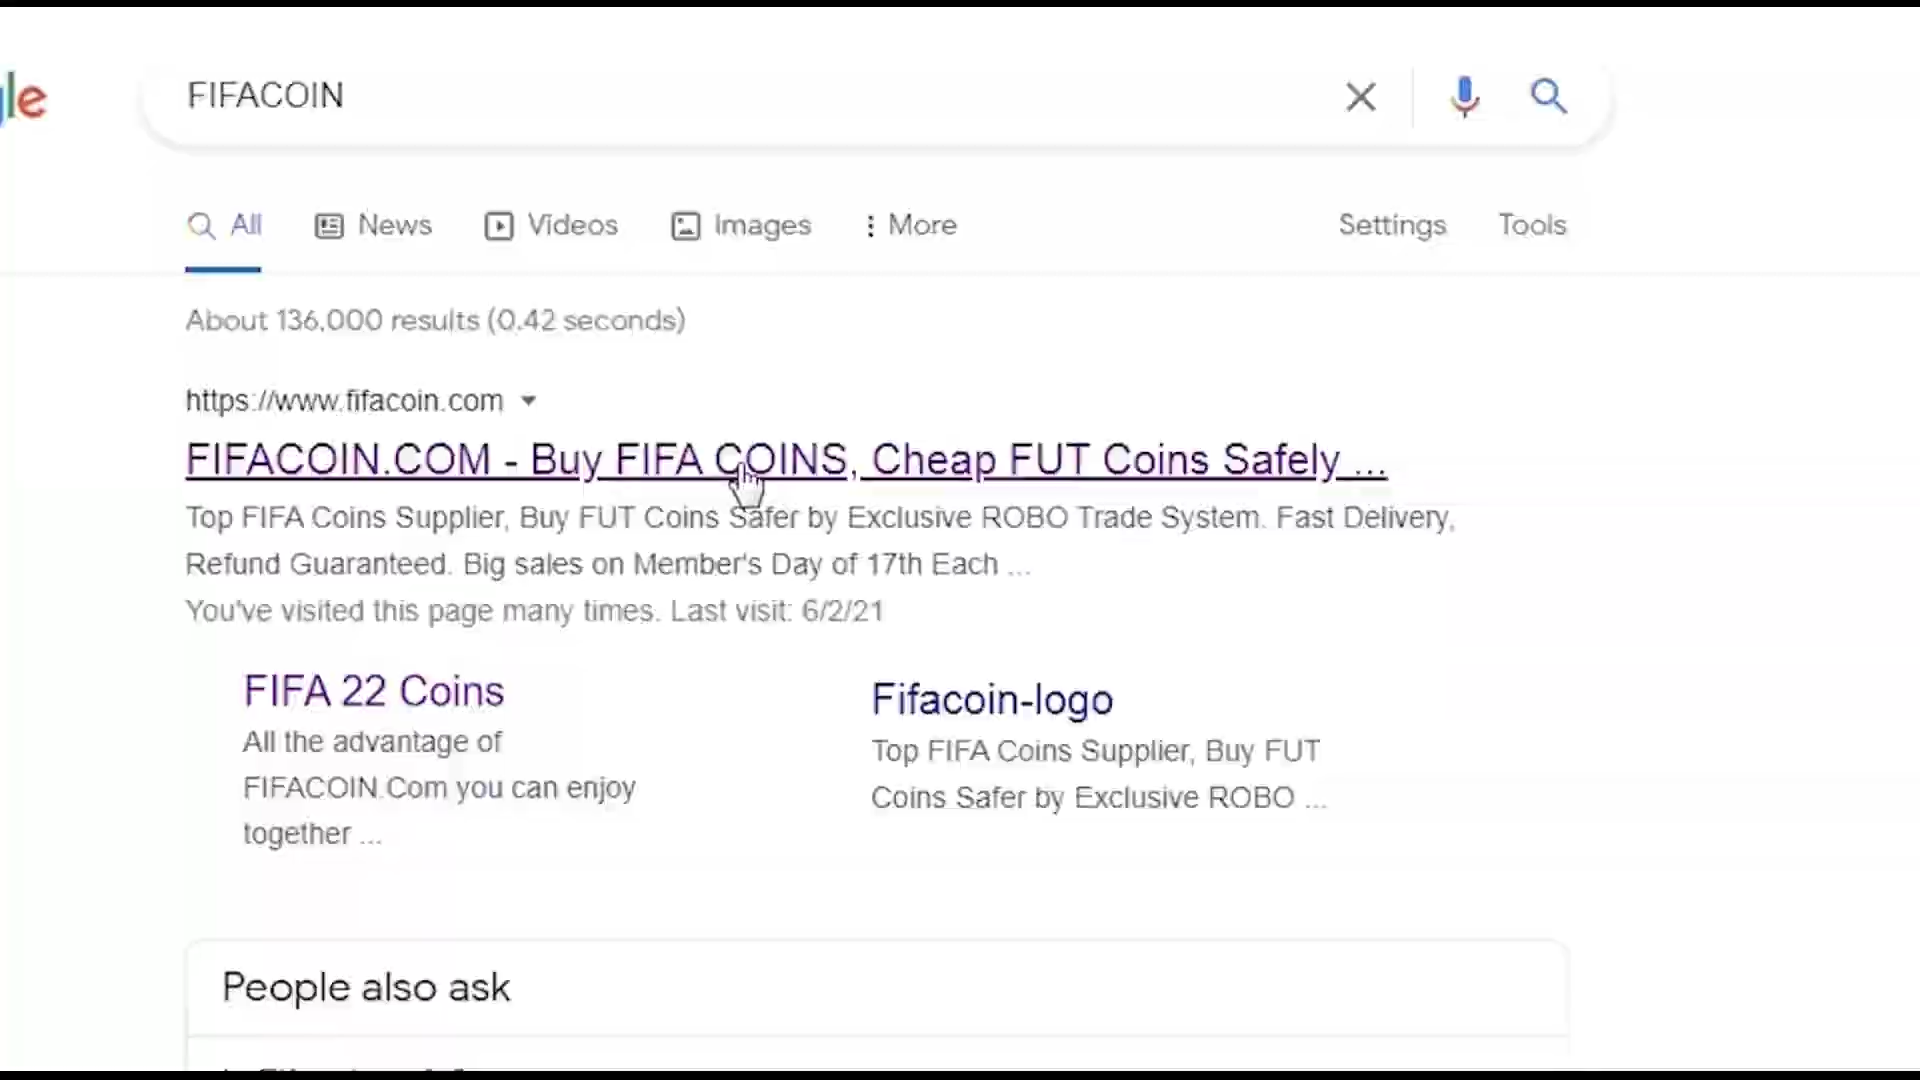 gle
FIFACOIN
All News Videos Images More Settings Tools
About 136,000 results (0.42 seconds)
https://www.fifacoin.com
FIFACOIN.COM - Buy FIFA COINS, Cheap FUT Coins Safely ...
Top FIFA Coins Supplier, Buy FUT Coins Safer by Exclusive ROBO Trade System. Fast Delivery,
Refund Guaranteed. Big sales on Member's Day of 17th Each ...
You've visited this page many times. Last visit: 6/2/21
FIFA 22 Coins
All the advantage of
FIFACOIN.Com you can enjoy
together ...
Fifacoin-logo
Top FIFA Coins Supplier, Buy FUT
Coins Safer by Exclusive ROBO ...
People also ask